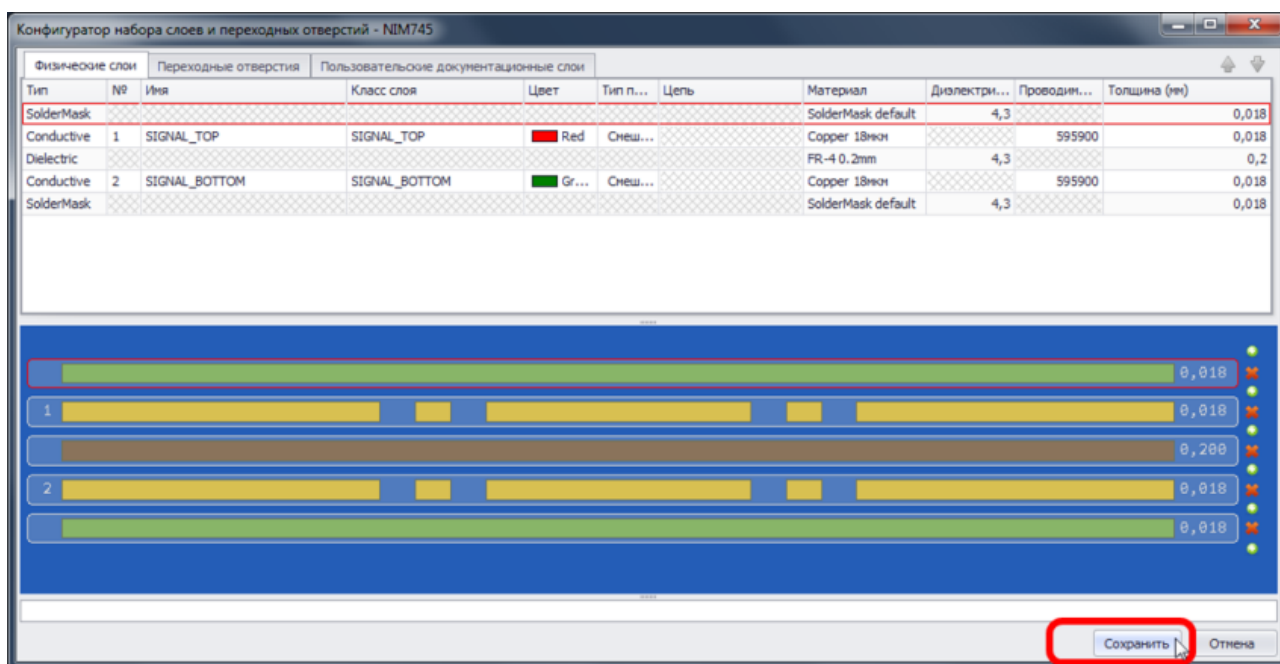 Конфигуратор набора слоев и переходных отверстий - NIM745
Физические слои Переходные отверстия Пользовательские документационные слои
Тип № Имя Класс слоя Цвет Тип п... Цепь Материал Диэлектри... Проводим... Толщина (мм)
SolderMask SolderMask default 4,3 0,018
Conductive 1 SIGNAL_TOP SIGNAL_TOP Red Смеш... Copper 18мкм 595900 0,018
Dielectric FR-4 0.2mm 4,3 0,2
Conductive 2 SIGNAL_BOTTOM SIGNAL_BOTTOM Gr... Смеш... Copper 18мкм 595900 0,018
SolderMask SolderMask default 4,3 0,018
0,018
1 0,018
0,200
2 0,018
0,018
Сохранить Отмена